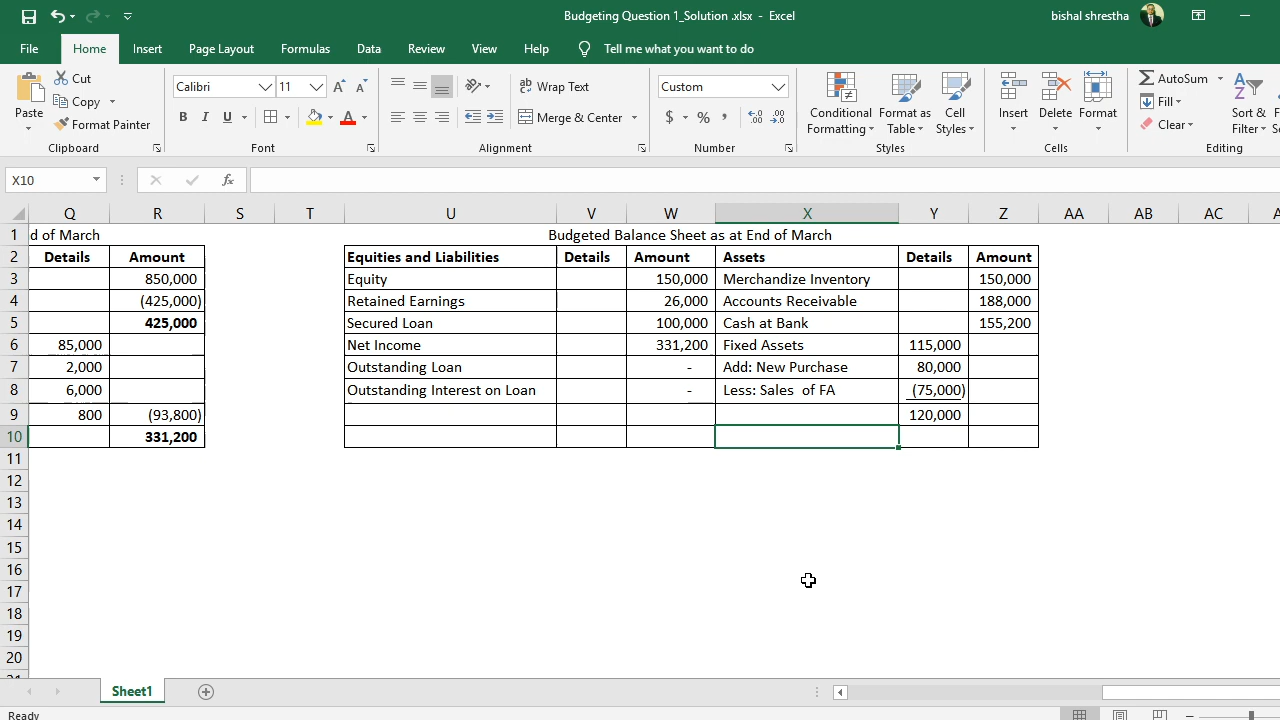 Budgeting Question 1_Solution .xlsx - Excel
bishal shrestha
File Home Insert Page Layout Formulas Data Review View Help Tell me what you want to do
Paste
Cut
Copy
Format Painter
Clipboard
Calibri 11
B I U
Font
Wrap Text
Merge & Center
Alignment
Custom
$ % ,
Number
Conditional Formatting
Format as Table
Cell Styles
Styles
Insert
Delete
Format
Cells
AutoSum
Fill
Clear
Sort &
Filter
Editing
X10 fx
Q R S T U V W X Y Z AA AB AC
1 d of March Budgeted Balance Sheet as at End of March
2 Details Amount Equities and Liabilities Details Amount Assets Details Amount
3 850,000 Equity 150,000 Merchandize Inventory 150,000
4 (425,000) Retained Earnings 26,000 Accounts Receivable 188,000
5 425,000 Secured Loan 100,000 Cash at Bank 155,200
6 85,000 Net Income 331,200 Fixed Assets 115,000
7 2,000 Outstanding Loan - Add: New Purchase 80,000
8 6,000 Outstanding Interest on Loan - Less: Sales of FA (75,000)
9 800 (93,800) 120,000
10 331,200
11
12
13
14
15
16
17
18
19
20
Sheet1
Ready